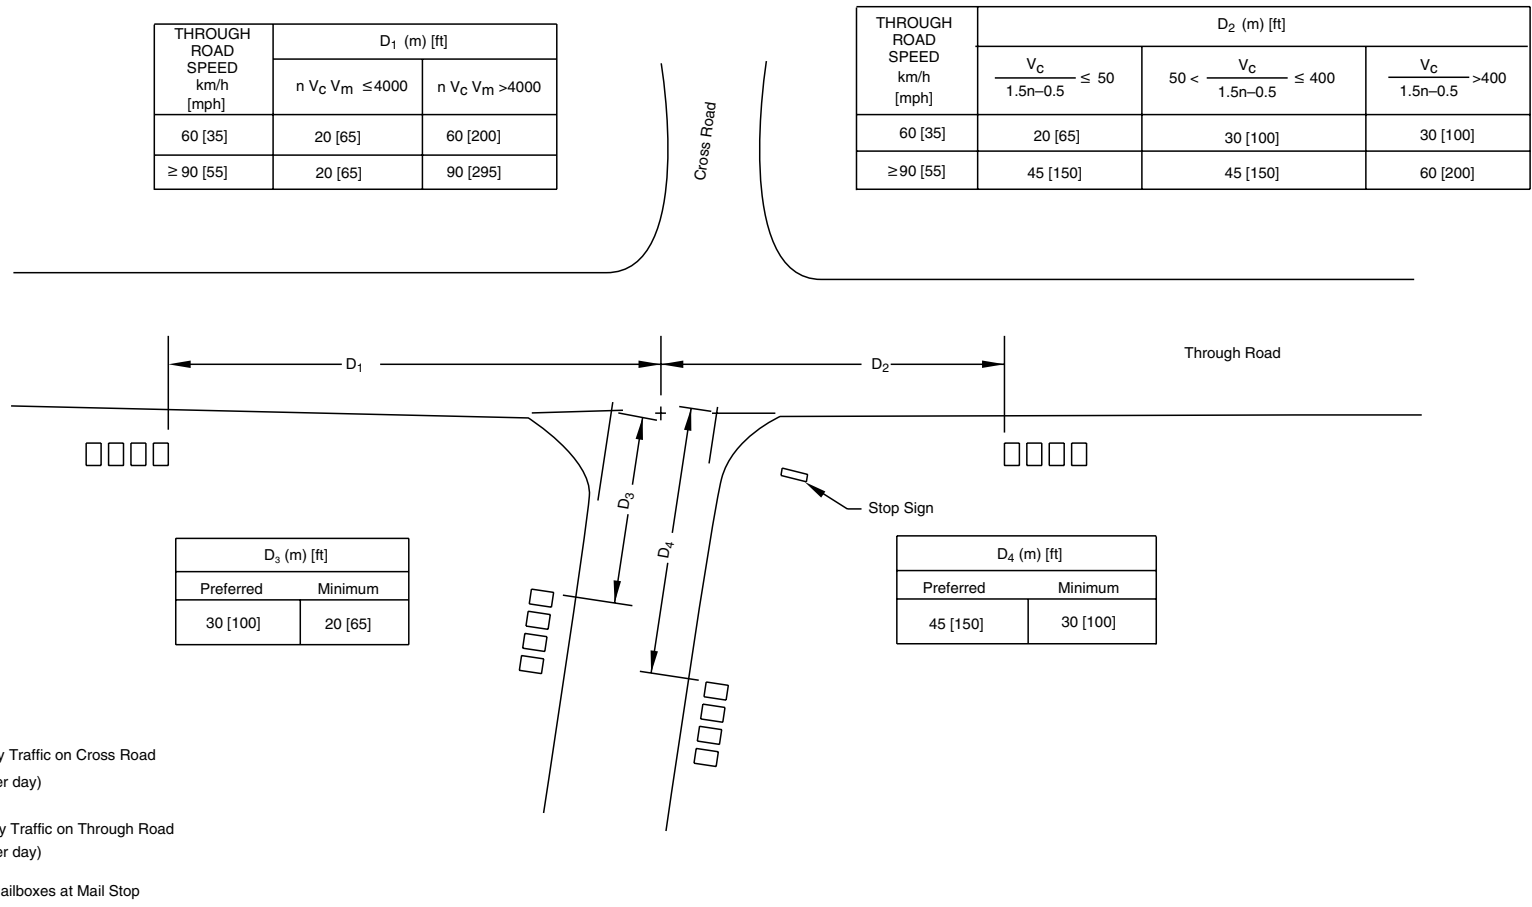 THROUGH
ROAD
SPEED
km/h
[mph]
D1 (m) [ft]
n Vc Vm ≤4000
n Vc Vm >4000
60 [35]
20 [65]
60 [200]
≥ 90 [55]
20 [65]
90 [295]
THROUGH
ROAD
SPEED
km/h
[mph]
D2 (m) [ft]
Vc
1.5n–0.5
≤ 50
50 <
Vc
1.5n–0.5
≤ 400
Vc
1.5n–0.5
>400
60 [35]
20 [65]
30 [100]
30 [100]
≥90 [55]
45 [150]
45 [150]
60 [200]
Cross Road
D1
D2
Through Road
D3
D4
Stop Sign
D3 (m) [ft]
Preferred
Minimum
30 [100]
20 [65]
D4 (m) [ft]
Preferred
Minimum
45 [150]
30 [100]
y Traffic on Cross Road
er day)
y Traffic on Through Road
er day)
ailboxes at Mail Stop